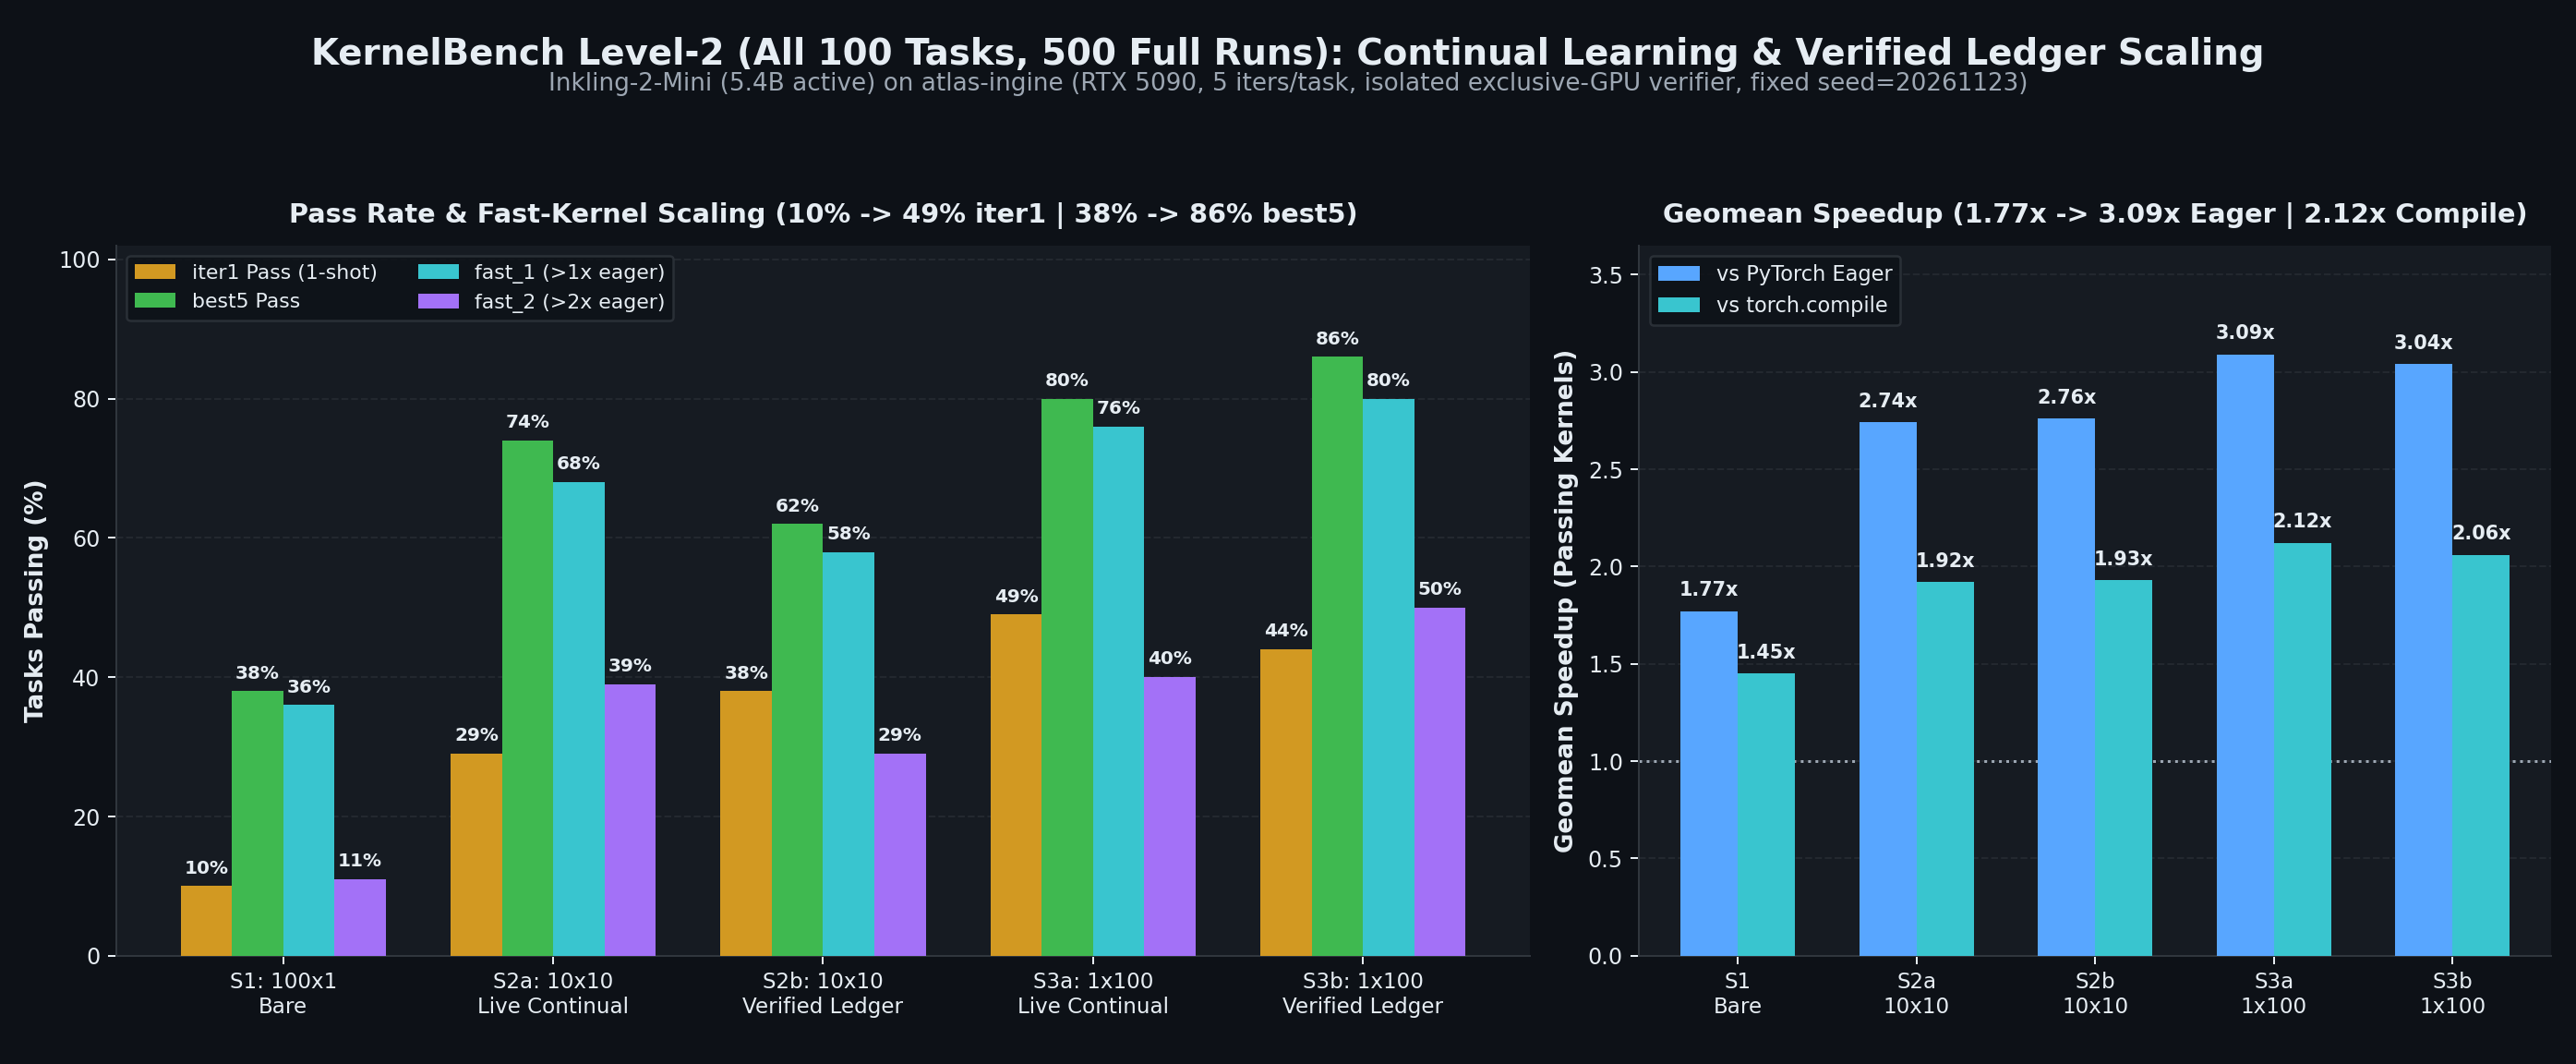 KernelBench Level-2 (All 100 Tasks, 500 Full Runs): Continual Learning & Verified Ledger Scaling
Inkling-2-Mini (5.4B active) on atlas-ingine (RTX 5090, 5 iters/task, isolated exclusive-GPU verifier, fixed seed=20261123)
Pass Rate & Fast-Kernel Scaling (10% -> 49% iter1 | 38% -> 86% best5)
Tasks Passing (%)
100
80
60
40
20
0
iter1 Pass (1-shot)
best5 Pass
fast_1 (>1x eager)
fast_2 (>2x eager)
10%
38%
36%
11%
29%
74%
68%
39%
38%
62%
58%
29%
49%
80%
76%
40%
44%
86%
80%
50%
S1: 100x1
Bare
S2a: 10x10
Live Continual
S2b: 10x10
Verified Ledger
S3a: 1x100
Live Continual
S3b: 1x100
Verified Ledger
Geomean Speedup (1.77x -> 3.09x Eager | 2.12x Compile)
Geomean Speedup (Passing Kernels)
3.5
3.0
2.5
2.0
1.5
1.0
0.5
0.0
vs PyTorch Eager
vs torch.compile
1.77x
1.45x
2.74x
1.92x
2.76x
1.93x
3.09x
2.12x
3.04x
2.06x
S1
Bare
S2a
10x10
S2b
10x10
S3a
1x100
S3b
1x100